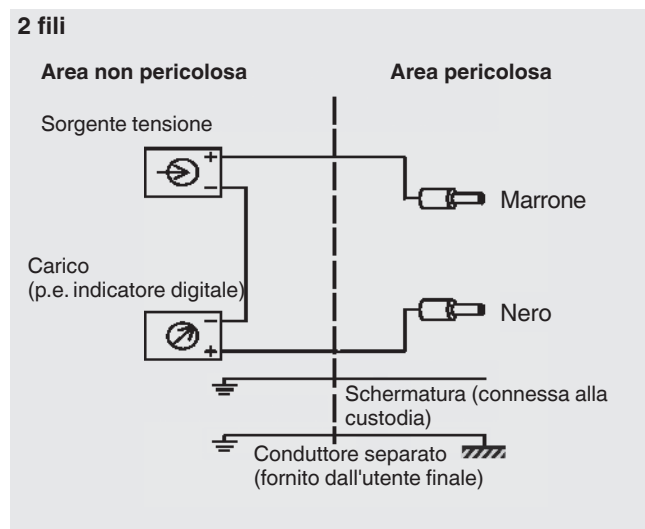 2 fili
Area non pericolosa
Area pericolosa
Sorgente tensione
+
−
Marrone
Carico
(p.e. indicatore digitale)
−
+
Nero
Schermatura (connessa alla
custodia)
Conduttore separato
(fornito dall'utente finale)